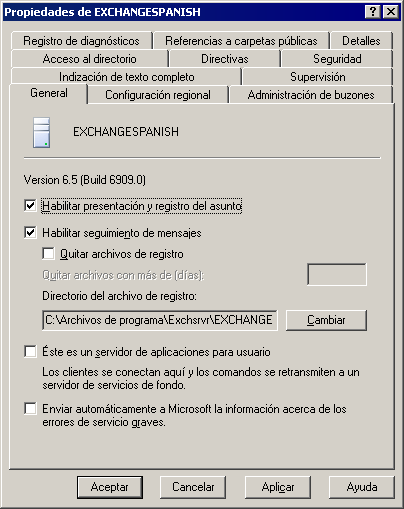 Propiedades de EXCHANGESPANISH
Registro de diagnósticos Referencias a carpetas públicas Detalles
Acceso al directorio Directivas Seguridad
Indización de texto completo Supervisión
General Configuración regional Administración de buzones
EXCHANGESPANISH
Version 6.5 (Build 6909.0)
Habilitar presentación y registro del asunto
Habilitar seguimiento de mensajes
Quitar archivos de registro
Quitar archivos con más de (días):
Directorio del archivo de registro:
C:\Archivos de programa\Exchsrvr\EXCHANGE Cambiar
Éste es un servidor de aplicaciones para usuario
Los clientes se conectan aquí y los comandos se retransmiten a un
servidor de servicios de fondo.
Enviar automáticamente a Microsoft la información acerca de los
errores de servicio graves.
Aceptar Cancelar Aplicar Ayuda